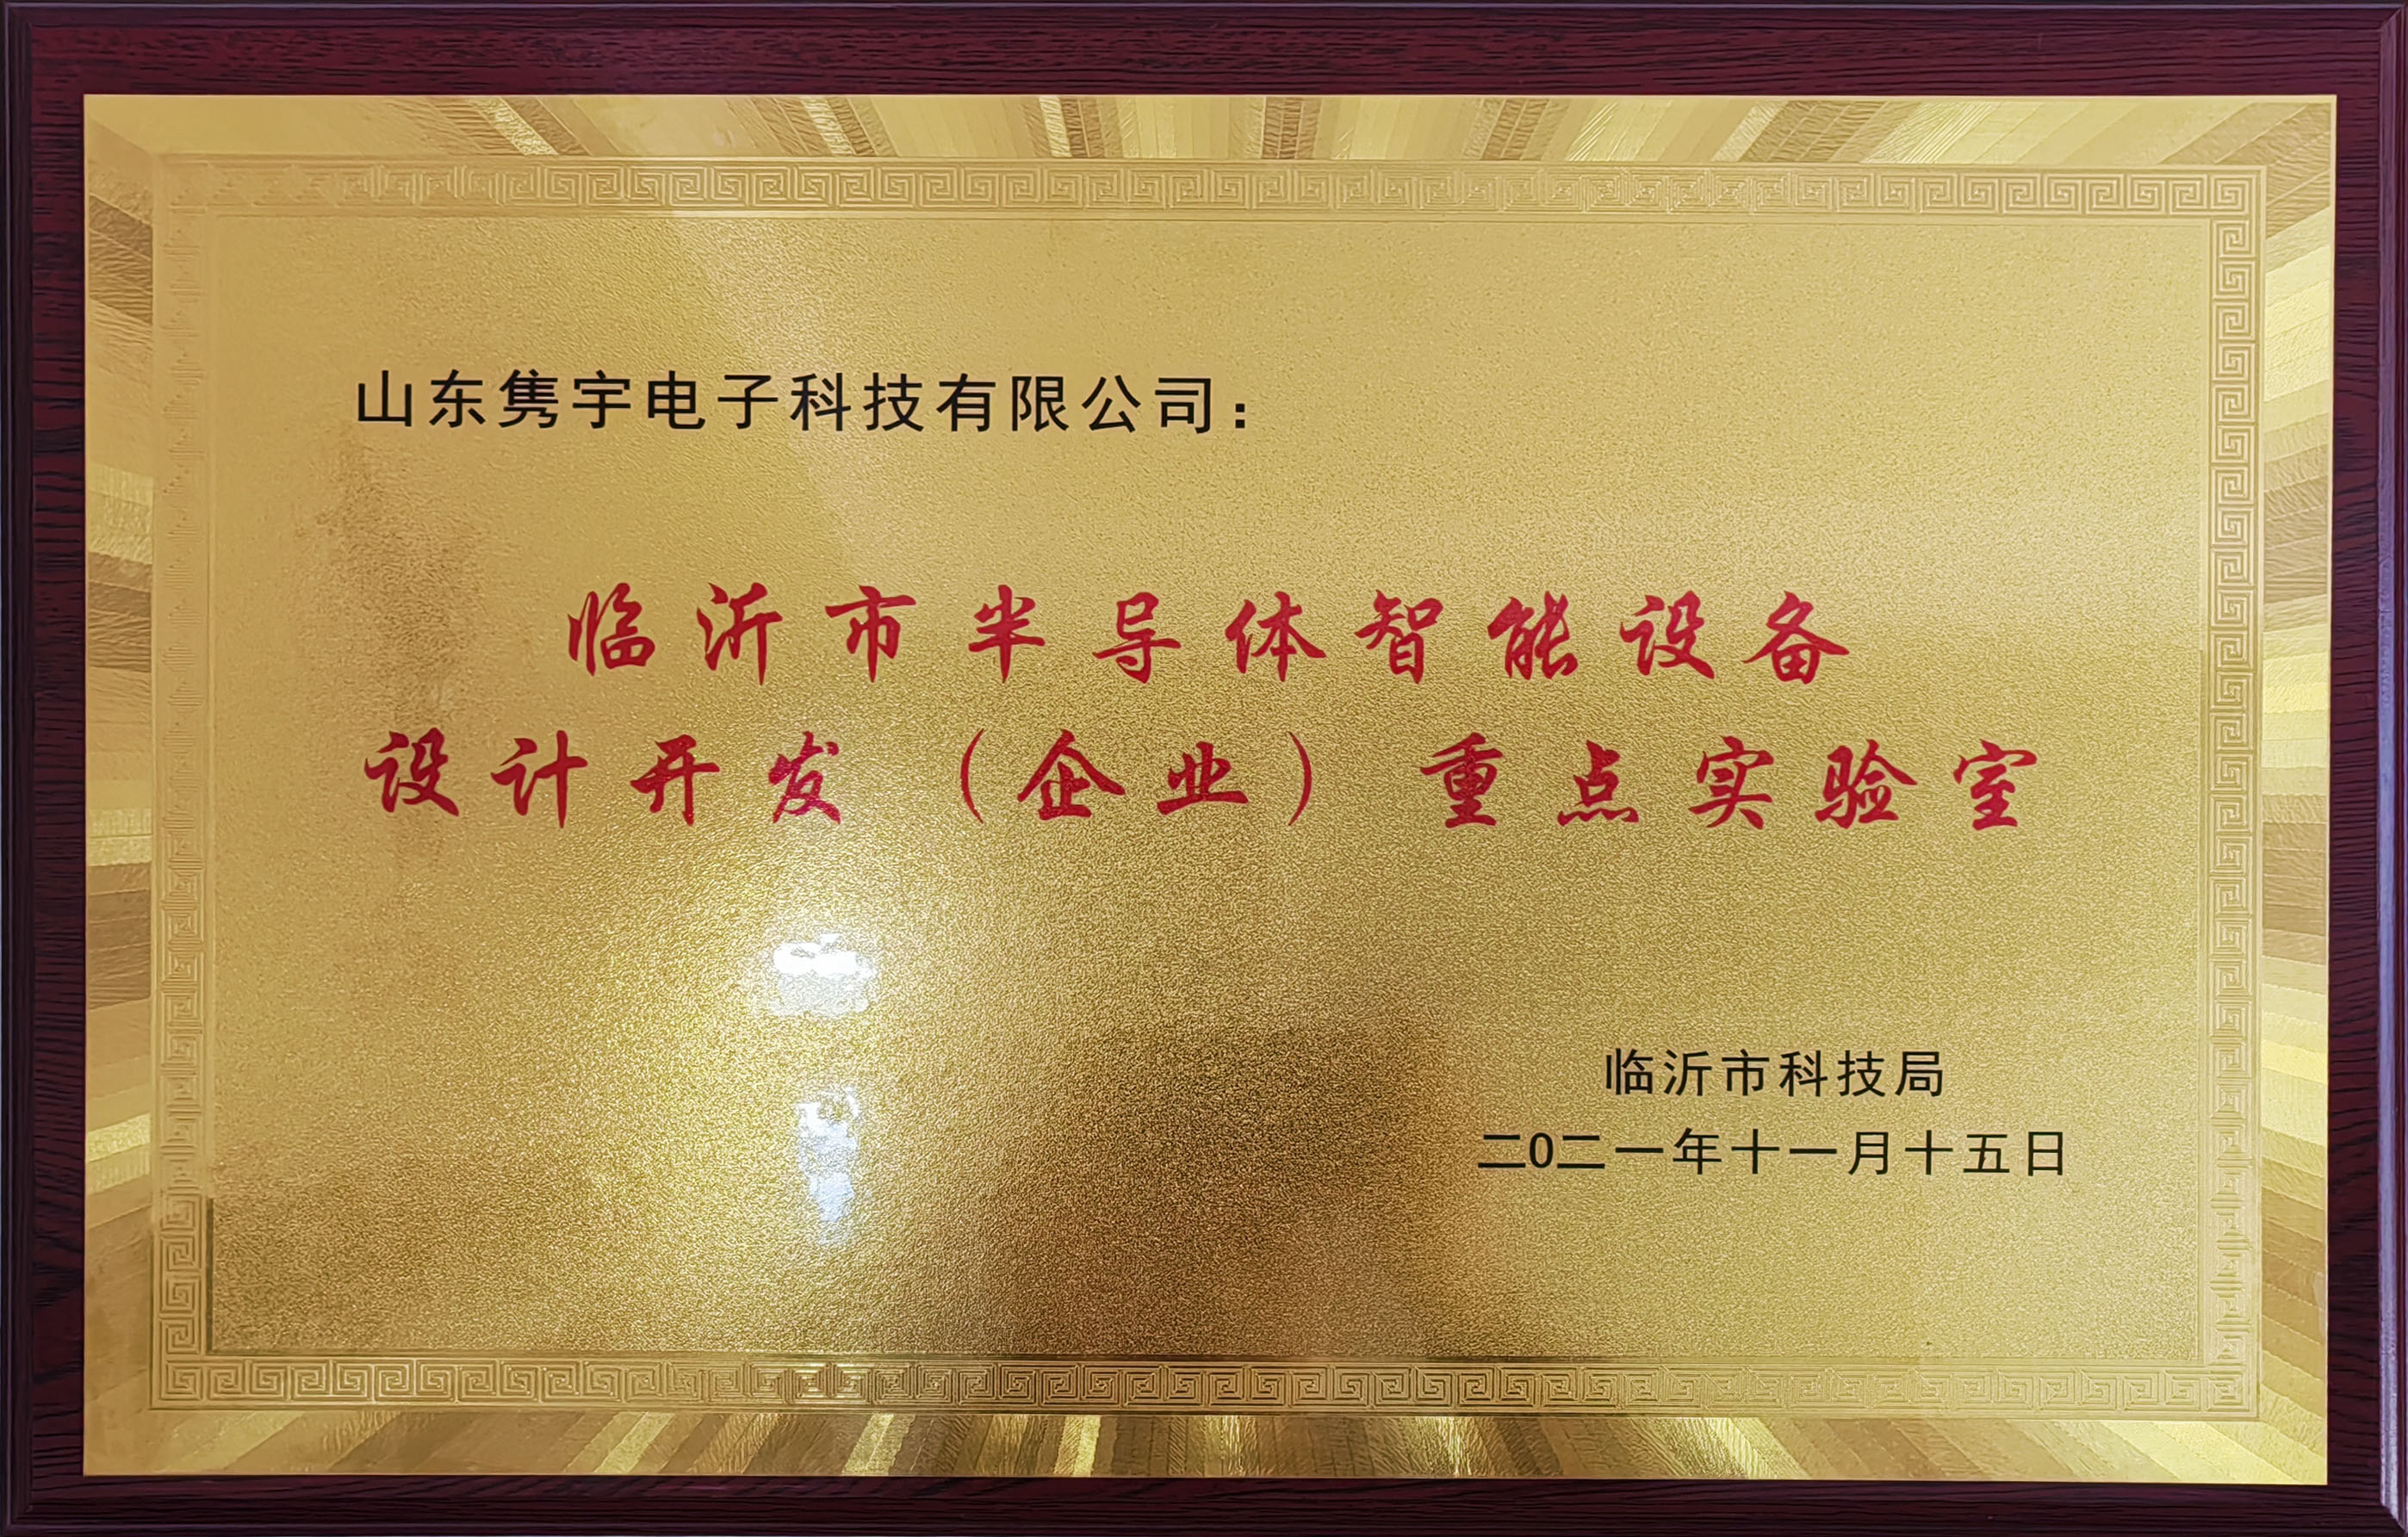 山东隽宇电子科技有限公司：
临沂市半导体智能设备
设计开发（企业）重点实验室
临沂市科技局
二0二一年十一月十五日